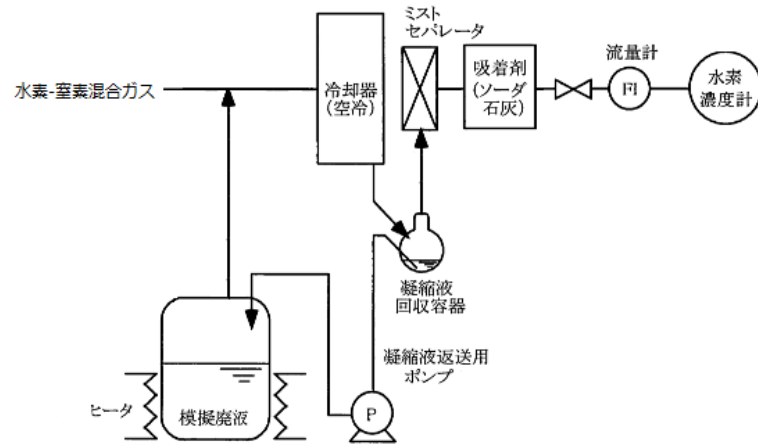 ミスト
セパレータ
水素-窒素混合ガス
冷却器
(空冷)
吸着剤
(ソーダ
石灰)
流量計
FI
水素
濃度計
凝縮液
回収容器
凝縮液返送用
ポンプ
P
ヒータ
模擬廃液